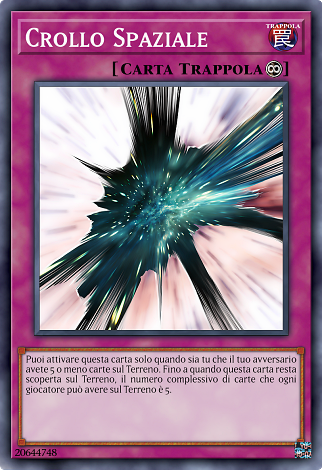 Crollo Spaziale
TRAPPOLA
罠
[Carta Trappola]
Puoi attivare questa carta solo quando sia tu che il tuo avversario
avete 5 o meno carte sul Terreno. Fino a quando questa carta resta
scoperta sul Terreno, il numero complessivo di carte che ogni
giocatore può avere sul Terreno è 5.
20644748